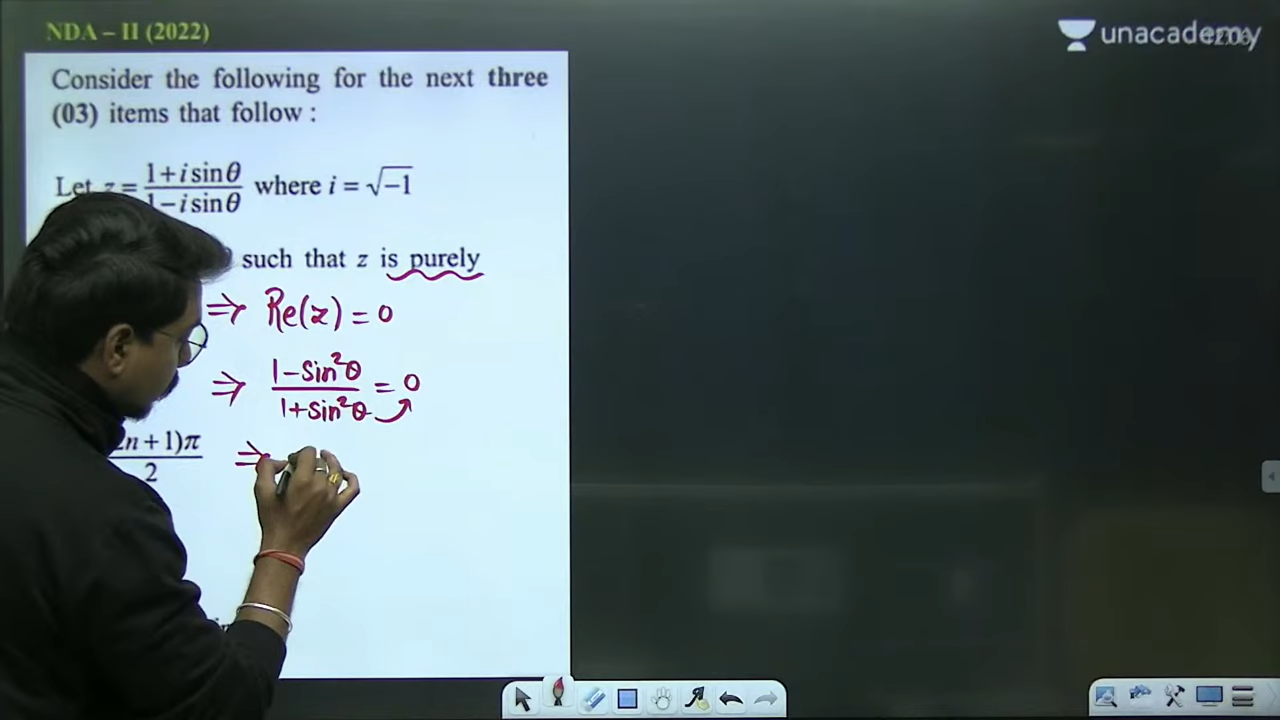 NDA – II (2022)
unacademy
Consider the following for the next three
(03) items that follow :
Let z = (1+i sinθ)/(1−i sinθ) where i = √−1
such that z is purely
⇒ Re(z) = 0
⇒ (1−sin²θ)/(1+sin²θ) = 0
n + 1)π/2 ⇒